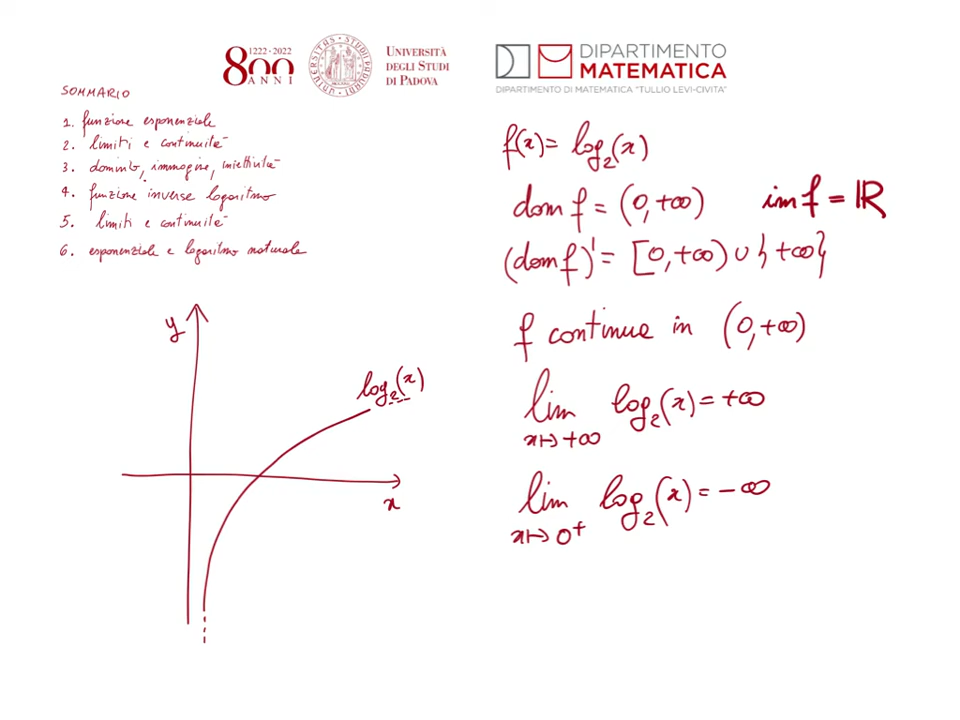 1222·2022
800
ANNI
UNIVERSITÀ
DEGLI STUDI
DI PADOVA
DIPARTIMENTO
MATEMATICA
DIPARTIMENTO DI MATEMATICA "TULLIO LEVI-CIVITA"
SOMMARIO
1. funzione esponenziale
2. limiti e continuità
3. dominio, immagine, iniettività
4. funzione inversa logaritmo
5. limiti e continuità
6. esponenziale e logaritmo naturale
y
log₂(x)
x
f(x) = log₂(x)
dom f = (0, +∞) im f = ℝ
(dom f)' = [0, +∞) ∪ {+∞}
f continua in (0, +∞)
lim log₂(x) = +∞
x↦+∞
lim log₂(x) = -∞
x↦0⁺